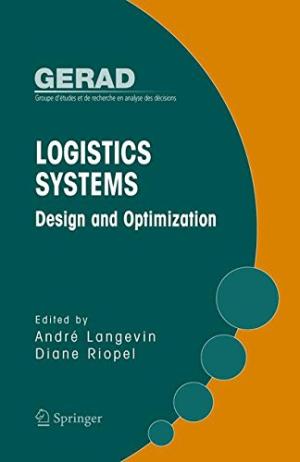 GERAD
Groupe d'études et de recherche en analyse des décisions
LOGISTICS
SYSTEMS
Design and Optimization
Edited by
André Langevin
Diane Riopel
Springer